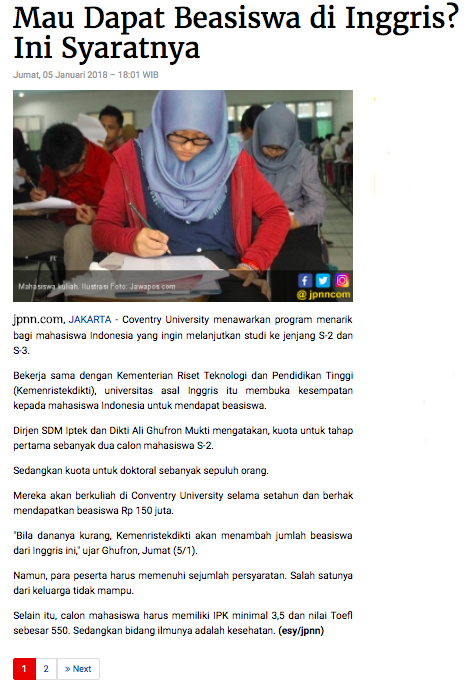 Mau Dapat Beasiswa di Inggris?
Ini Syaratnya
Jumat, 05 Januari 2018 – 18:01 WIB
Mahasiswa kuliah. Ilustrasi Foto: Jawapos.com
@ jpnncom
jpnn.com, JAKARTA - Coventry University menawarkan program menarik
bagi mahasiswa Indonesia yang ingin melanjutkan studi ke jenjang S-2 dan
S-3.
Bekerja sama dengan Kementerian Riset Teknologi dan Pendidikan Tinggi
(Kemenristekdikti), universitas asal Inggris itu membuka kesempatan
kepada mahasiswa Indonesia untuk mendapat beasiswa.
Dirjen SDM Iptek dan Dikti Ali Ghufron Mukti mengatakan, kuota untuk tahap
pertama sebanyak dua calon mahasiswa S-2.
Sedangkan kuota untuk doktoral sebanyak sepuluh orang.
Mereka akan berkuliah di Conventry University selama setahun dan berhak
mendapatkan beasiswa Rp 150 juta.
"Bila dananya kurang, Kemenristekdikti akan menambah jumlah beasiswa
dari Inggris ini," ujar Ghufron, Jumat (5/1).
Namun, para peserta harus memenuhi sejumlah persyaratan. Salah satunya
dari keluarga tidak mampu.
Selain itu, calon mahasiswa harus memiliki IPK minimal 3,5 dan nilai Toefl
sebesar 550. Sedangkan bidang ilmunya adalah kesehatan. (esy/jpnn)
1 2 » Next